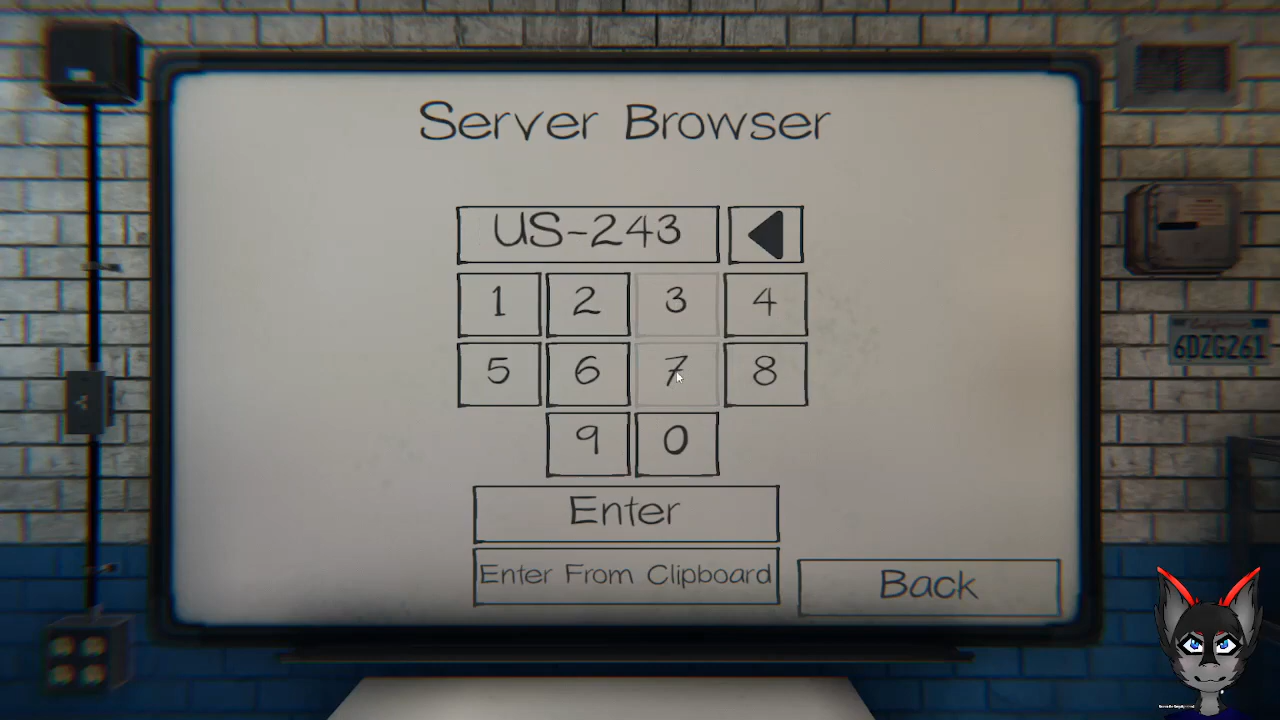 Server Browser
US-243
1 2 3 4
5 6 7 8
9 0
Enter
Enter From Clipboard
Back
California
6DZG261